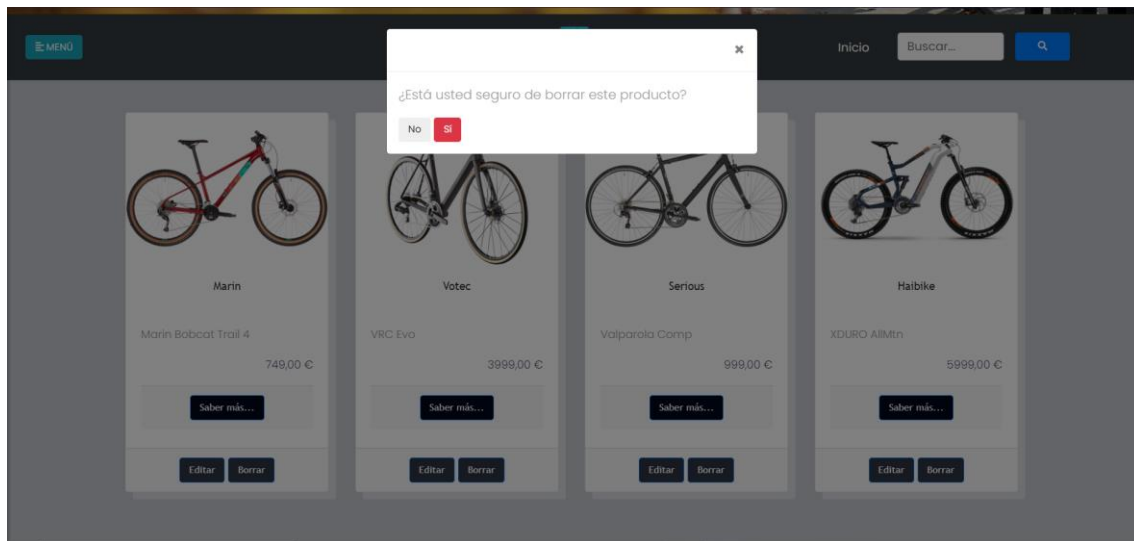 MENÚ
Inicio
Buscar...
×
¿Está usted seguro de borrar este producto?
No Sí
Marin
Votec
Serious
Haibike
Marin Bobcat Trail 4
VRC Evo
Valparola Comp
XDURO AllMtn
749,00 €
3999,00 €
999,00 €
5999,00 €
Saber más...
Saber más...
Saber más...
Saber más...
Editar Borrar
Editar Borrar
Editar Borrar
Editar Borrar